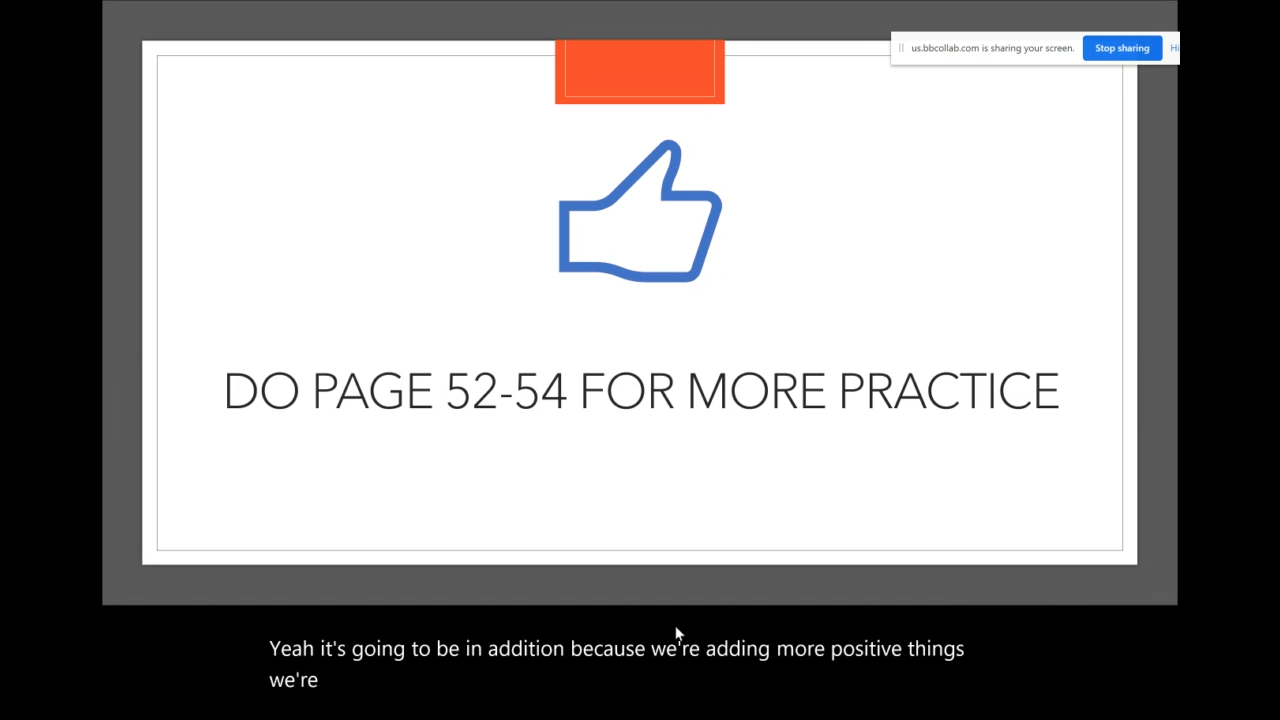 us.bbcollab.com is sharing your screen. Stop sharing Hi
DO PAGE 52-54 FOR MORE PRACTICE
Yeah it's going to be in addition because we're adding more positive things
we're